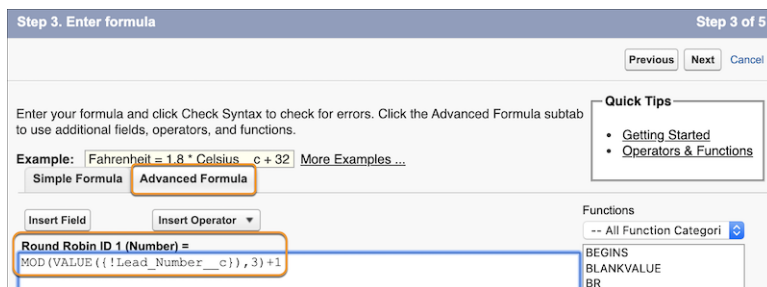 Step 3. Enter formula
Step 3 of 5
Previous
Next
Cancel
Enter your formula and click Check Syntax to check for errors. Click the Advanced Formula subtab
to use additional fields, operators, and functions.
Quick Tips
Getting Started
Operators & Functions
Example: Fahrenheit = 1.8 * Celsius__c + 32 More Examples ...
Simple Formula
Advanced Formula
Insert Field
Insert Operator
Functions
-- All Function Categori
Round Robin ID 1 (Number) =
MOD(VALUE({!Lead_Number__c}),3)+1
BEGINS
BLANKVALUE
BR